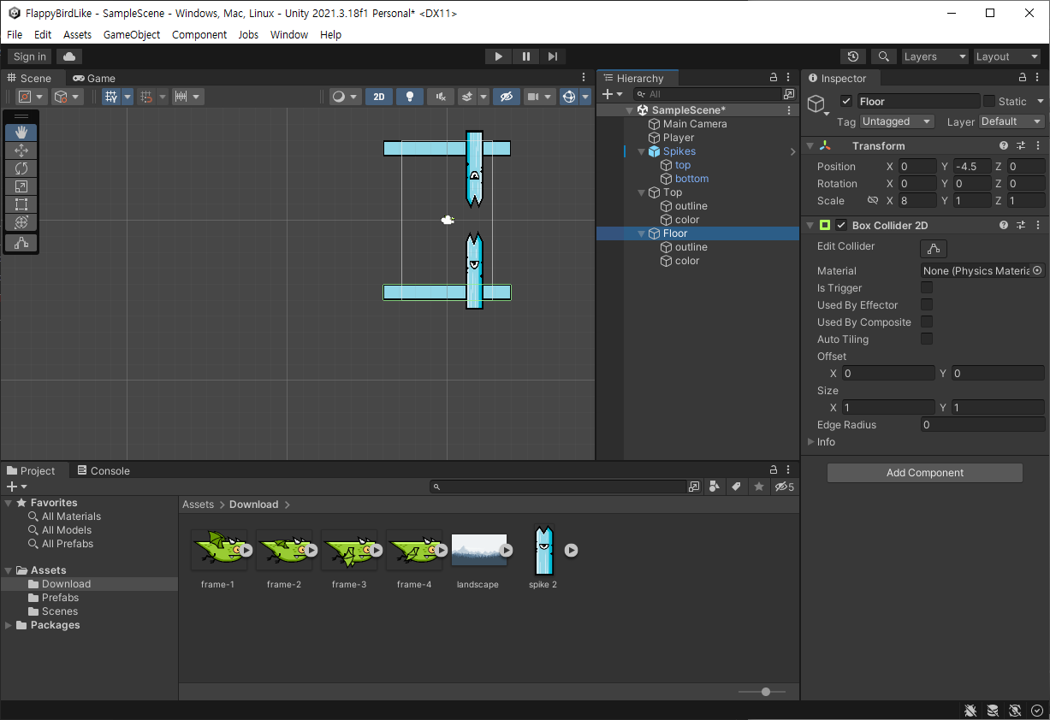 FlappyBirdLike - SampleScene - Windows, Mac, Linux - Unity 2021.3.18f1 Personal* <DX11>
File Edit Assets GameObject Component Jobs Window Help
Sign in Layers Layout
Scene Game
2D
Hierarchy
All
SampleScene*
Main Camera
Player
Spikes
top
bottom
Top
outline
color
Floor
outline
color
Inspector
Floor Static
Tag Untagged Layer Default
Transform
Position X 0 Y -4.5 Z 0
Rotation X 0 Y 0 Z 0
Scale X 8 Y 1 Z 1
Box Collider 2D
Edit Collider
Material None (Physics Materia
Is Trigger
Used By Effector
Used By Composite
Auto Tiling
Offset
X 0 Y 0
Size
X 1 Y 1
Edge Radius 0
Info
Add Component
Project Console
5
Favorites
All Materials
All Models
All Prefabs
Assets
Download
Prefabs
Scenes
Packages
Assets > Download >
frame-1 frame-2 frame-3 frame-4 landscape spike 2